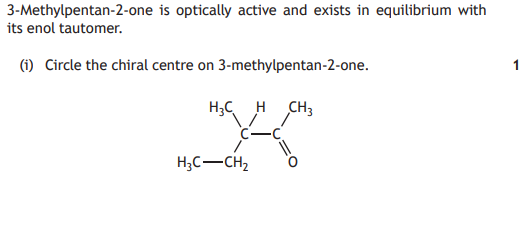 3-Methylpentan-2-one is optically active and exists in equilibrium with
its enol tautomer.
(i) Circle the chiral centre on 3-methylpentan-2-one. 1
H₃C H CH₃
C C
H₃C CH₂ O